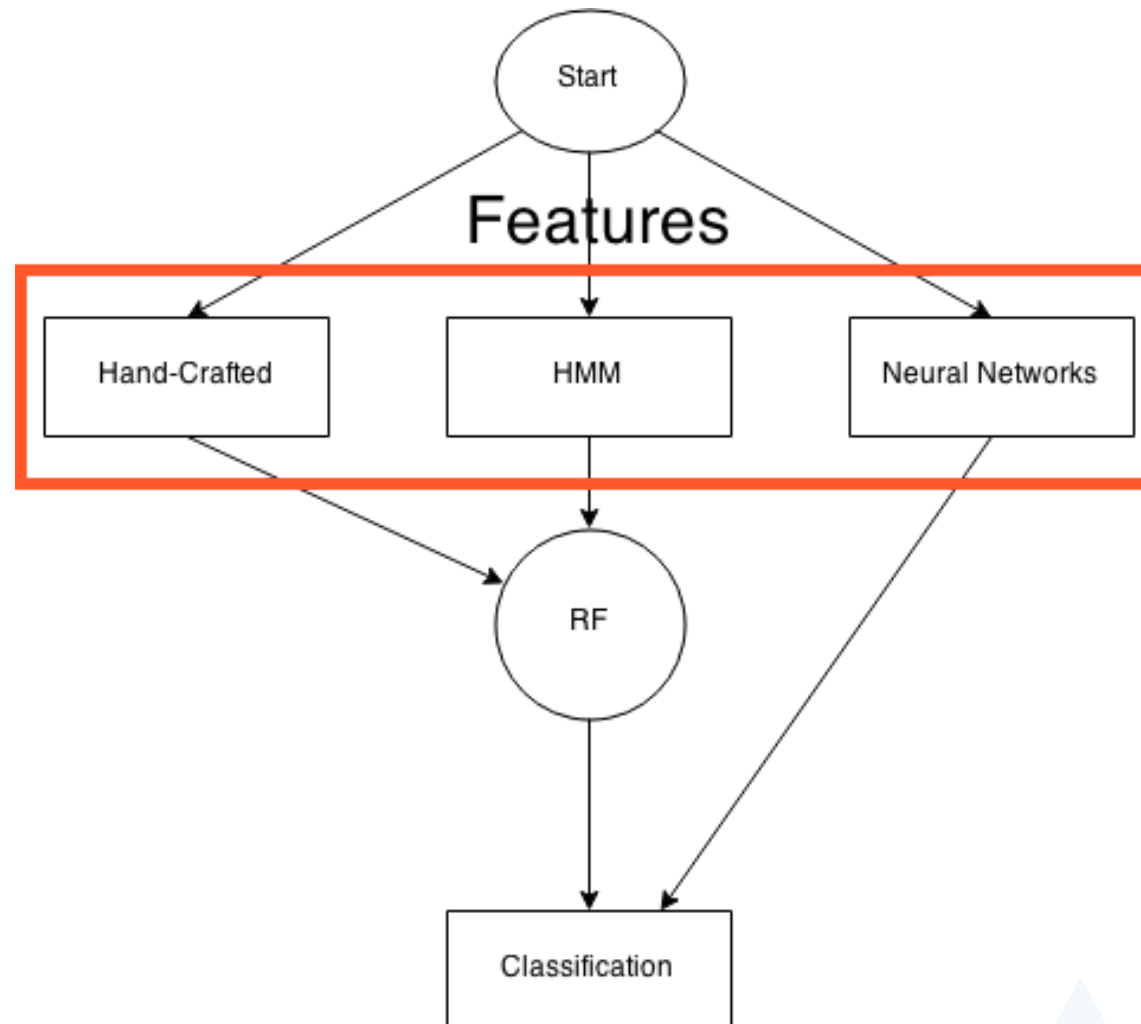 Start
Features
Hand-Crafted
HMM
Neural Networks
RF
Classification